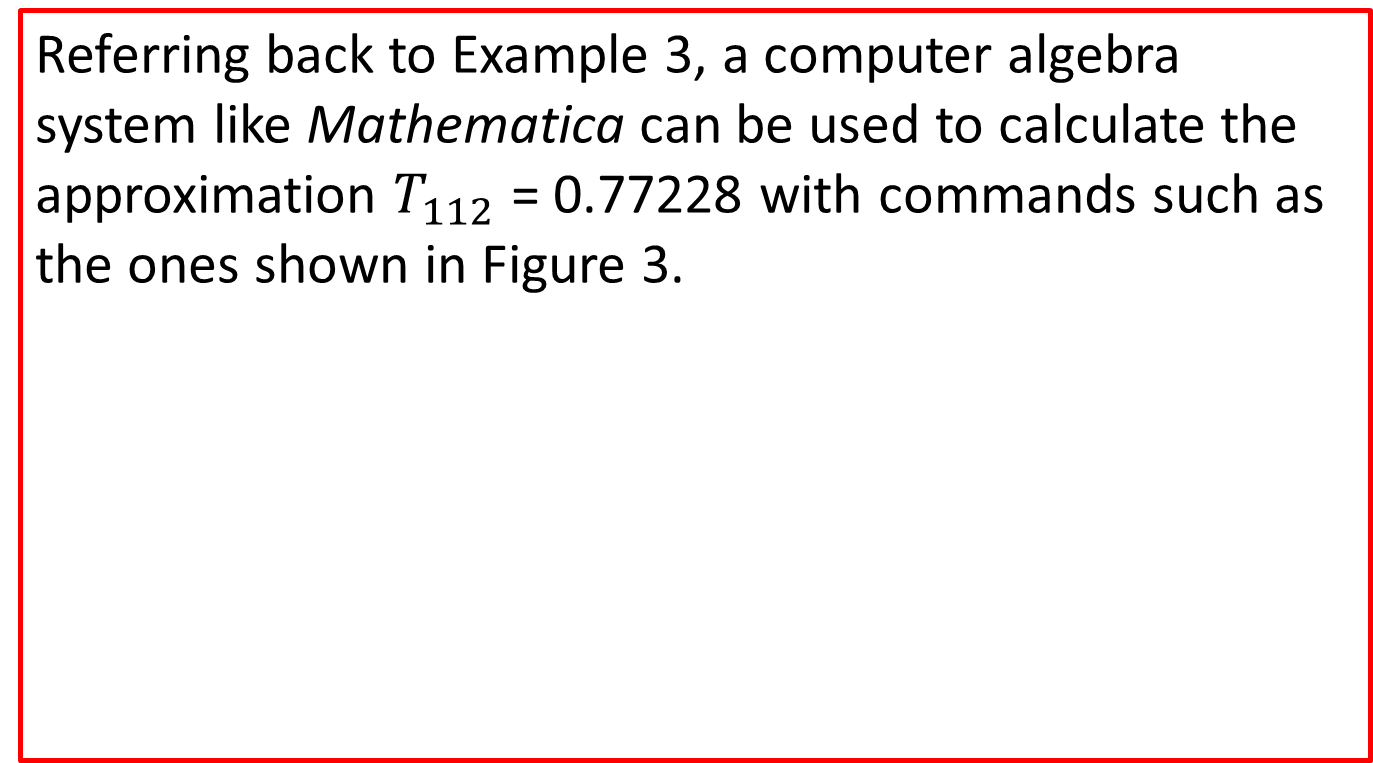 Referring back to Example 3, a computer algebra
system like Mathematica can be used to calculate the
approximation T₁₁₂ = 0.77228 with commands such as
the ones shown in Figure 3.